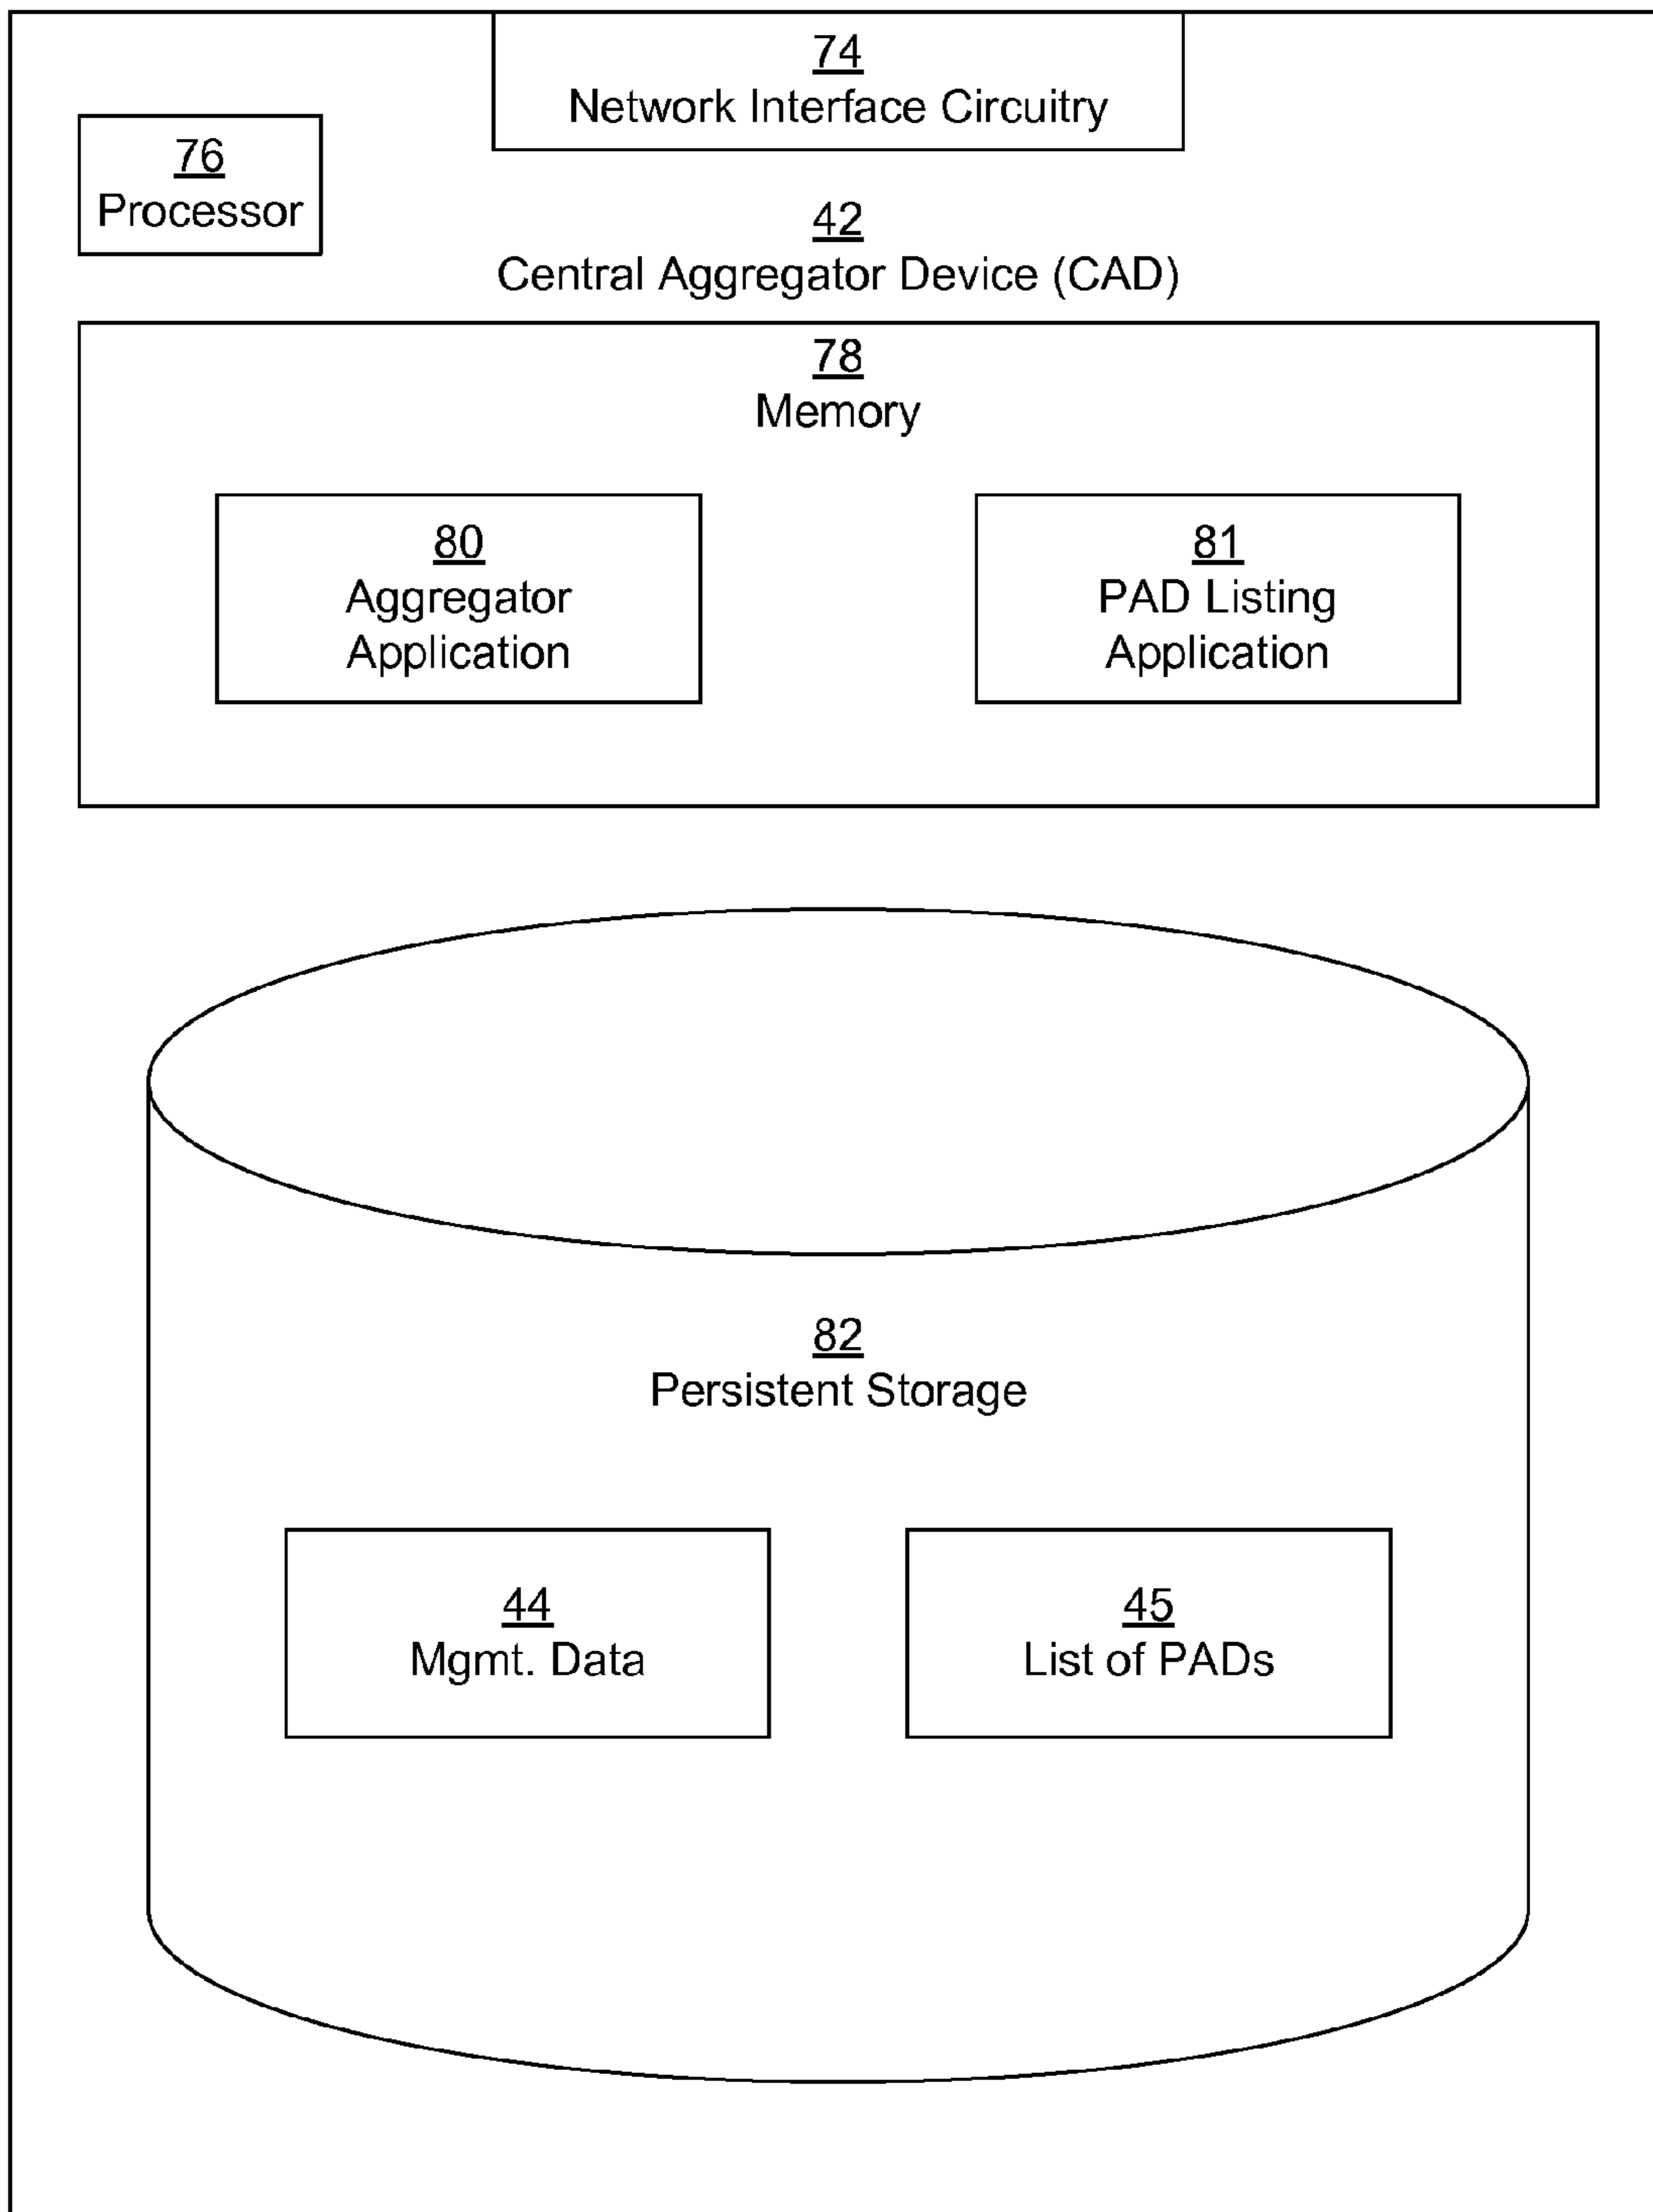 74
Network Interface Circuitry
76
Processor
42
Central Aggregator Device (CAD)
78
Memory
80
Aggregator
Application
81
PAD Listing
Application
82
Persistent Storage
44
Mgmt. Data
45
List of PADs